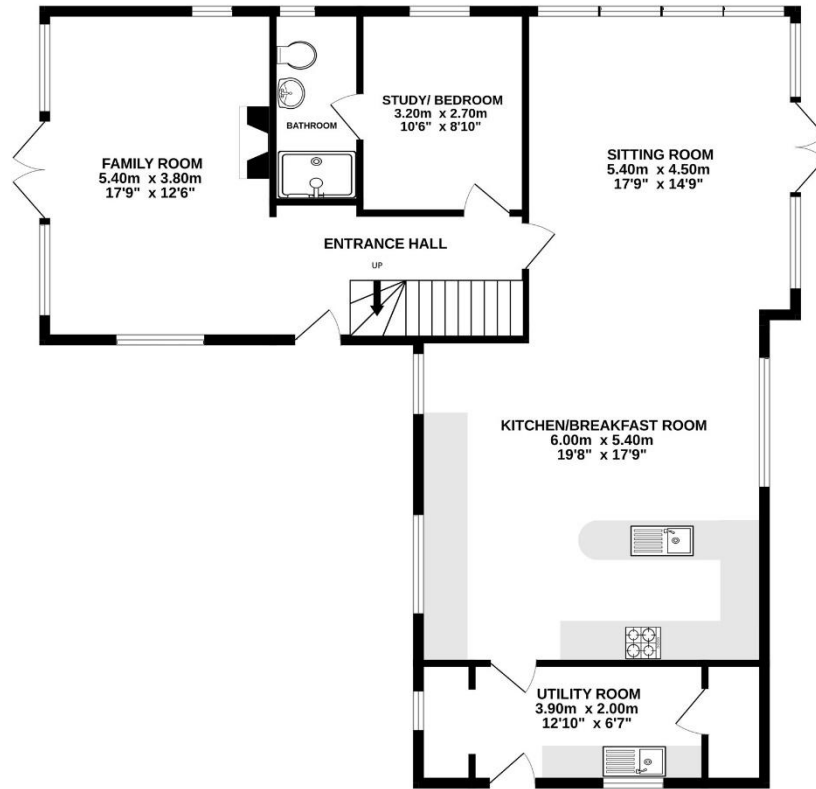 FAMILY ROOM
5.40m x 3.80m
17'9" x 12'6"
BATHROOM
STUDY/ BEDROOM
3.20m x 2.70m
10'6" x 8'10"
SITTING ROOM
5.40m x 4.50m
17'9" x 14'9"
ENTRANCE HALL
UP
KITCHEN/BREAKFAST ROOM
6.00m x 5.40m
19'8" x 17'9"
UTILITY ROOM
3.90m x 2.00m
12'10" x 6'7"